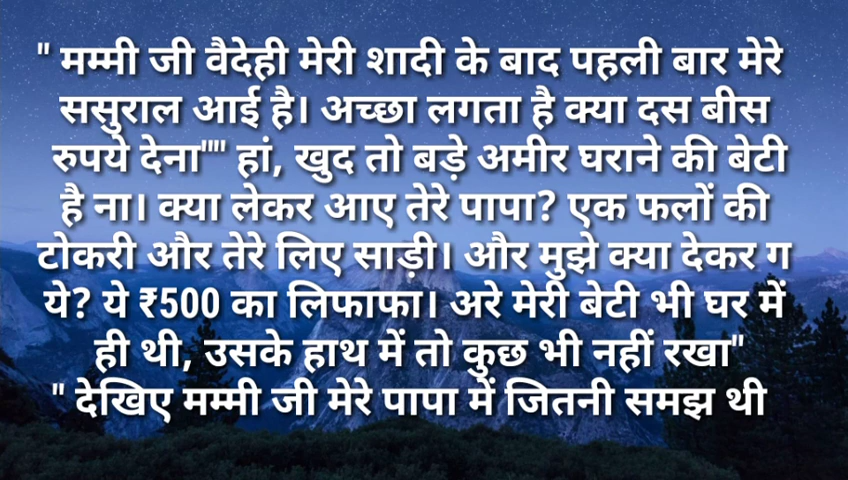 " मम्मी जी वैदेही मेरी शादी के बाद पहली बार मेरे
ससुराल आई है। अच्छा लगता है क्या दस बीस
रुपये देना"" हां, खुद तो बड़े अमीर घराने की बेटी
है ना। क्या लेकर आए तेरे पापा? एक फलों की
टोकरी और तेरे लिए साड़ी। और मुझे क्या देकर ग
ये? ये ₹500 का लिफाफा। अरे मेरी बेटी भी घर में
ही थी, उसके हाथ में तो कुछ भी नहीं रखा"
" देखिए मम्मी जी मेरे पापा में जितनी समझ थी